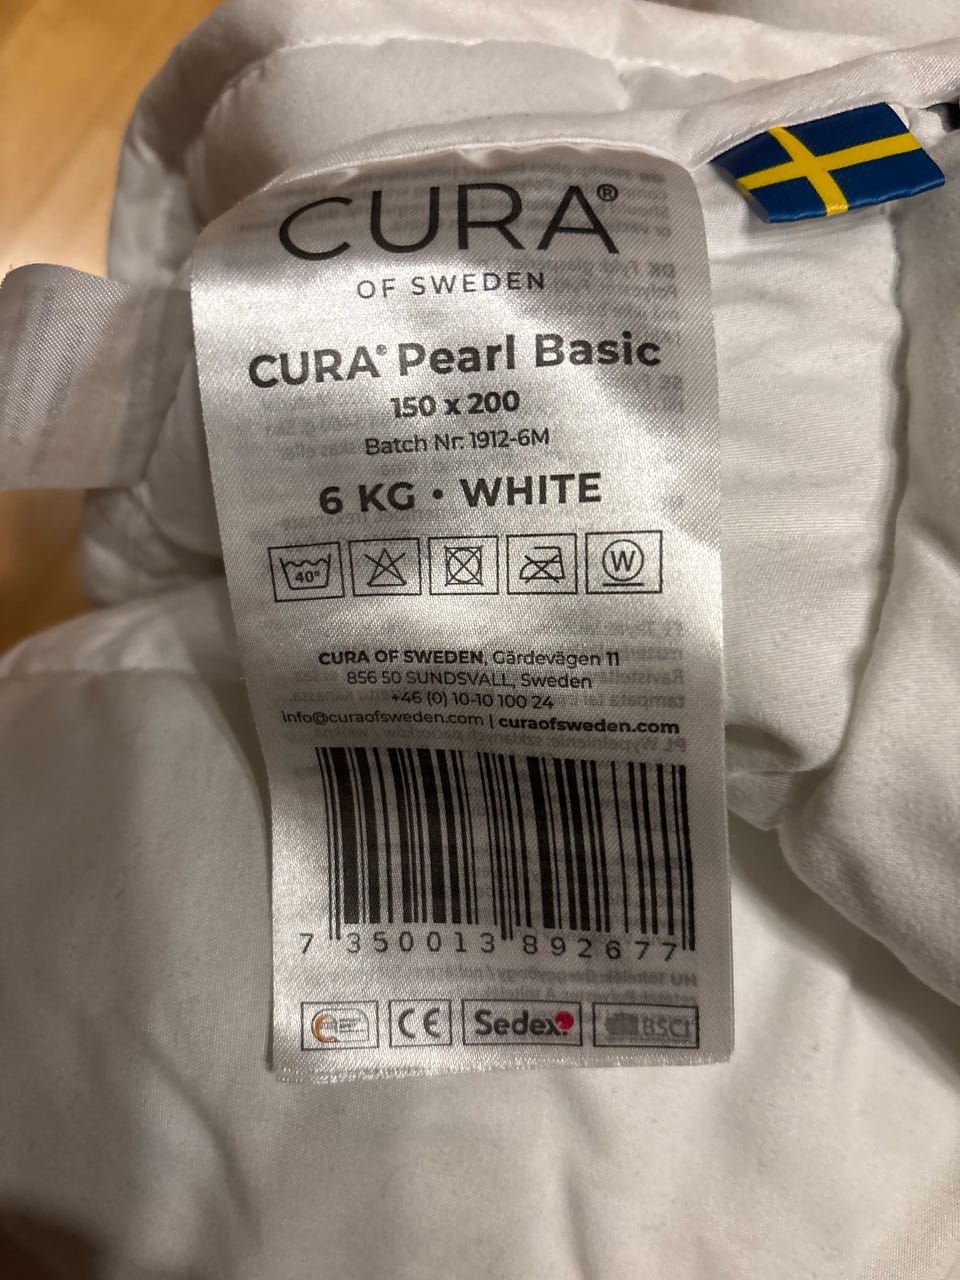 CURA®
OF SWEDEN
CURA® Pearl Basic
150 x 200
Batch Nr: 1912-6M
6 KG • WHITE
40°
W
CURA OF SWEDEN, Gärdevägen 11
856 50 SUNDSVALL, Sweden
+46 (0) 10-10 100 24
info@curaofsweden.com | curaofsweden.com
7 350013 892677
CE
Sedex
BSCI